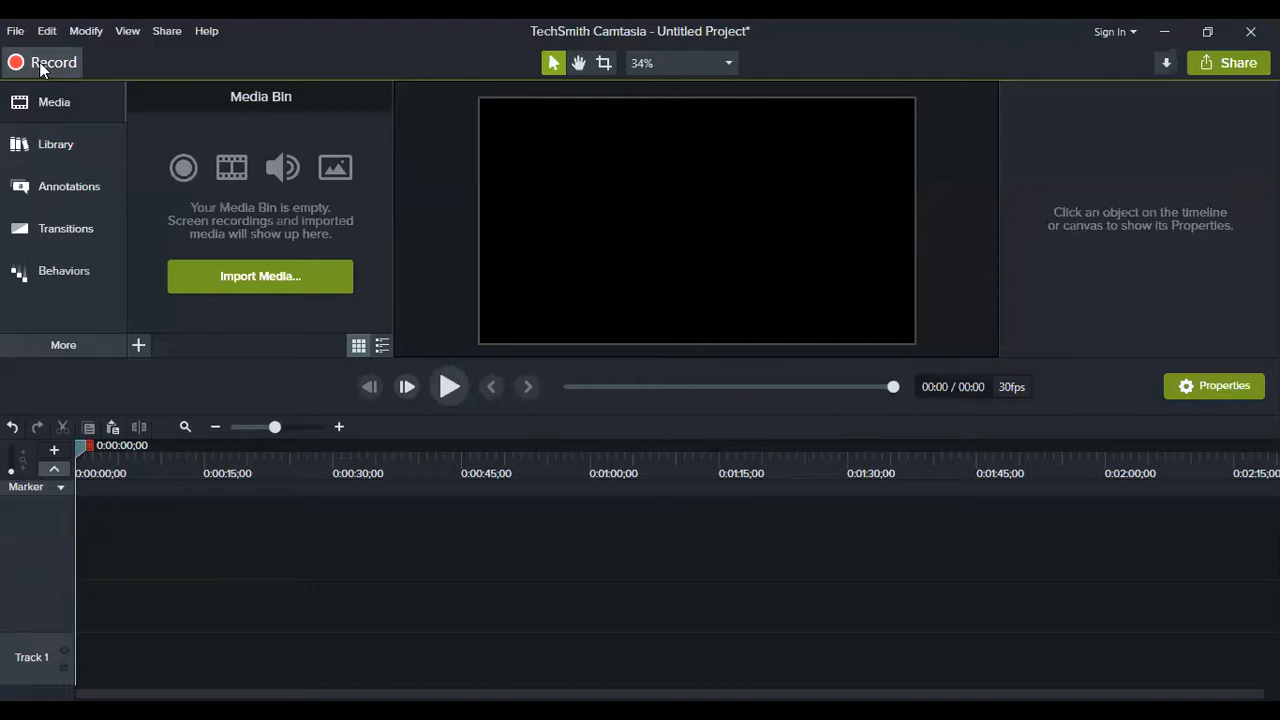 File Edit Modify View Share Help
TechSmith Camtasia - Untitled Project*
Sign In
Record
34%
Share
Media
Library
Annotations
Transitions
Behaviors
More
Media Bin
Your Media Bin is empty.
Screen recordings and imported
media will show up here.
Import Media...
Click an object on the timeline
or canvas to show its Properties.
00:00 / 00:00 30fps
Properties
0:00:00;00
0:00:00;00 0:00:15;00 0:00:30;00 0:00:45;00 0:01:00;00 0:01:15;00 0:01:30;00 0:01:45;00 0:02:00;00 0:02:15;00
Marker
Track 1